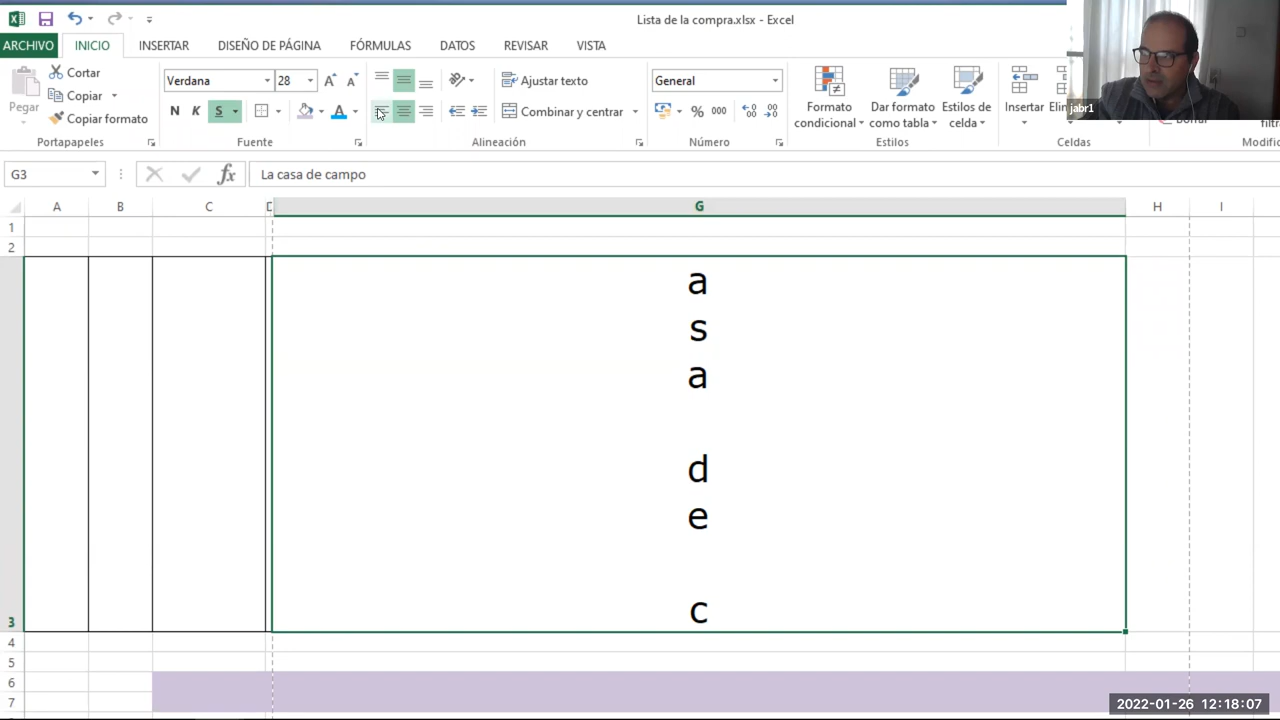 Lista de la compra.xlsx - Excel
ARCHIVO INICIO INSERTAR DISEÑO DE PÁGINA FÓRMULAS DATOS REVISAR VISTA
Pegar
Cortar
Copiar
Copiar formato
Portapapeles
Verdana 28
N K S A
Fuente
Ajustar texto
Combinar y centrar
Alineación
General
% 000
Número
Formato condicional
Dar formato como tabla
Estilos de celda
Estilos
Insertar
Celdas
jabr1
G3 fx La casa de campo
A B C G H I
1
2
3
4
5
6
7
a
s
a
d
e
c
2022-01-26 12:18:07